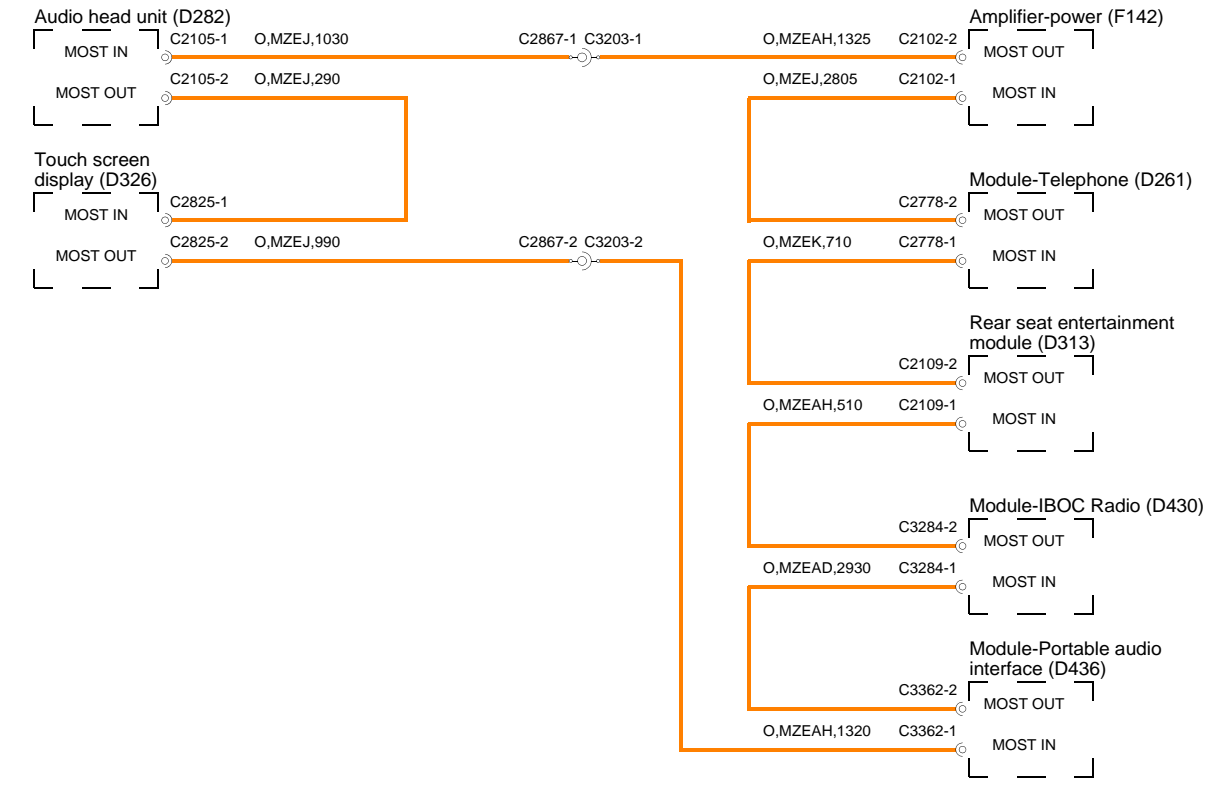 Audio head unit (D282)
MOST IN
C2105-1 O,MZEJ,1030 C2867-1 C3203-1 O,MZEAH,1325 C2102-2
Amplifier-power (F142)
MOST OUT
MOST OUT
C2105-2 O,MZEJ,290
O,MZEJ,2805 C2102-1
MOST IN
Touch screen
display (D326)
MOST IN
C2825-1
Module-Telephone (D261)
C2778-2
MOST OUT
MOST OUT
C2825-2 O,MZEJ,990 C2867-2 C3203-2
O,MZEK,710 C2778-1
MOST IN
Rear seat entertainment
module (D313)
C2109-2
MOST OUT
O,MZEAH,510 C2109-1
MOST IN
Module-IBOC Radio (D430)
C3284-2
MOST OUT
O,MZEAD,2930 C3284-1
MOST IN
Module-Portable audio
interface (D436)
C3362-2
MOST OUT
O,MZEAH,1320 C3362-1
MOST IN